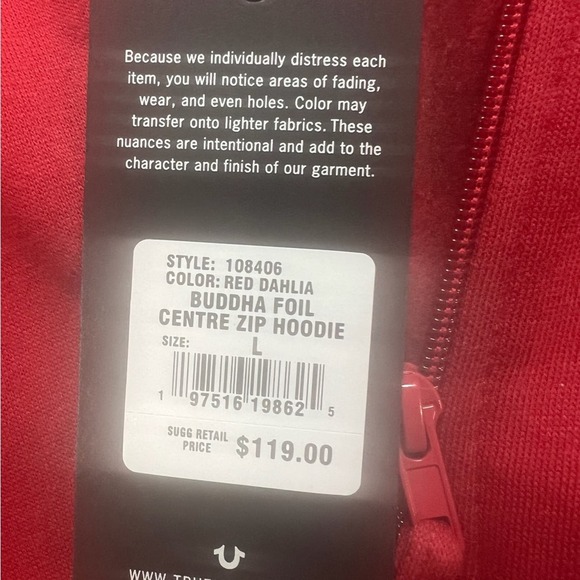 Because we individually distress each
item, you will notice areas of fading,
wear, and even holes. Color may
transfer onto lighter fabrics. These
nuances are intentional and add to the
character and finish of our garment.
STYLE: 108406
COLOR: RED DAHLIA
BUDDHA FOIL
CENTRE ZIP HOODIE
SIZE: L
1 97516 19862 5
SUGG RETAIL
PRICE $119.00